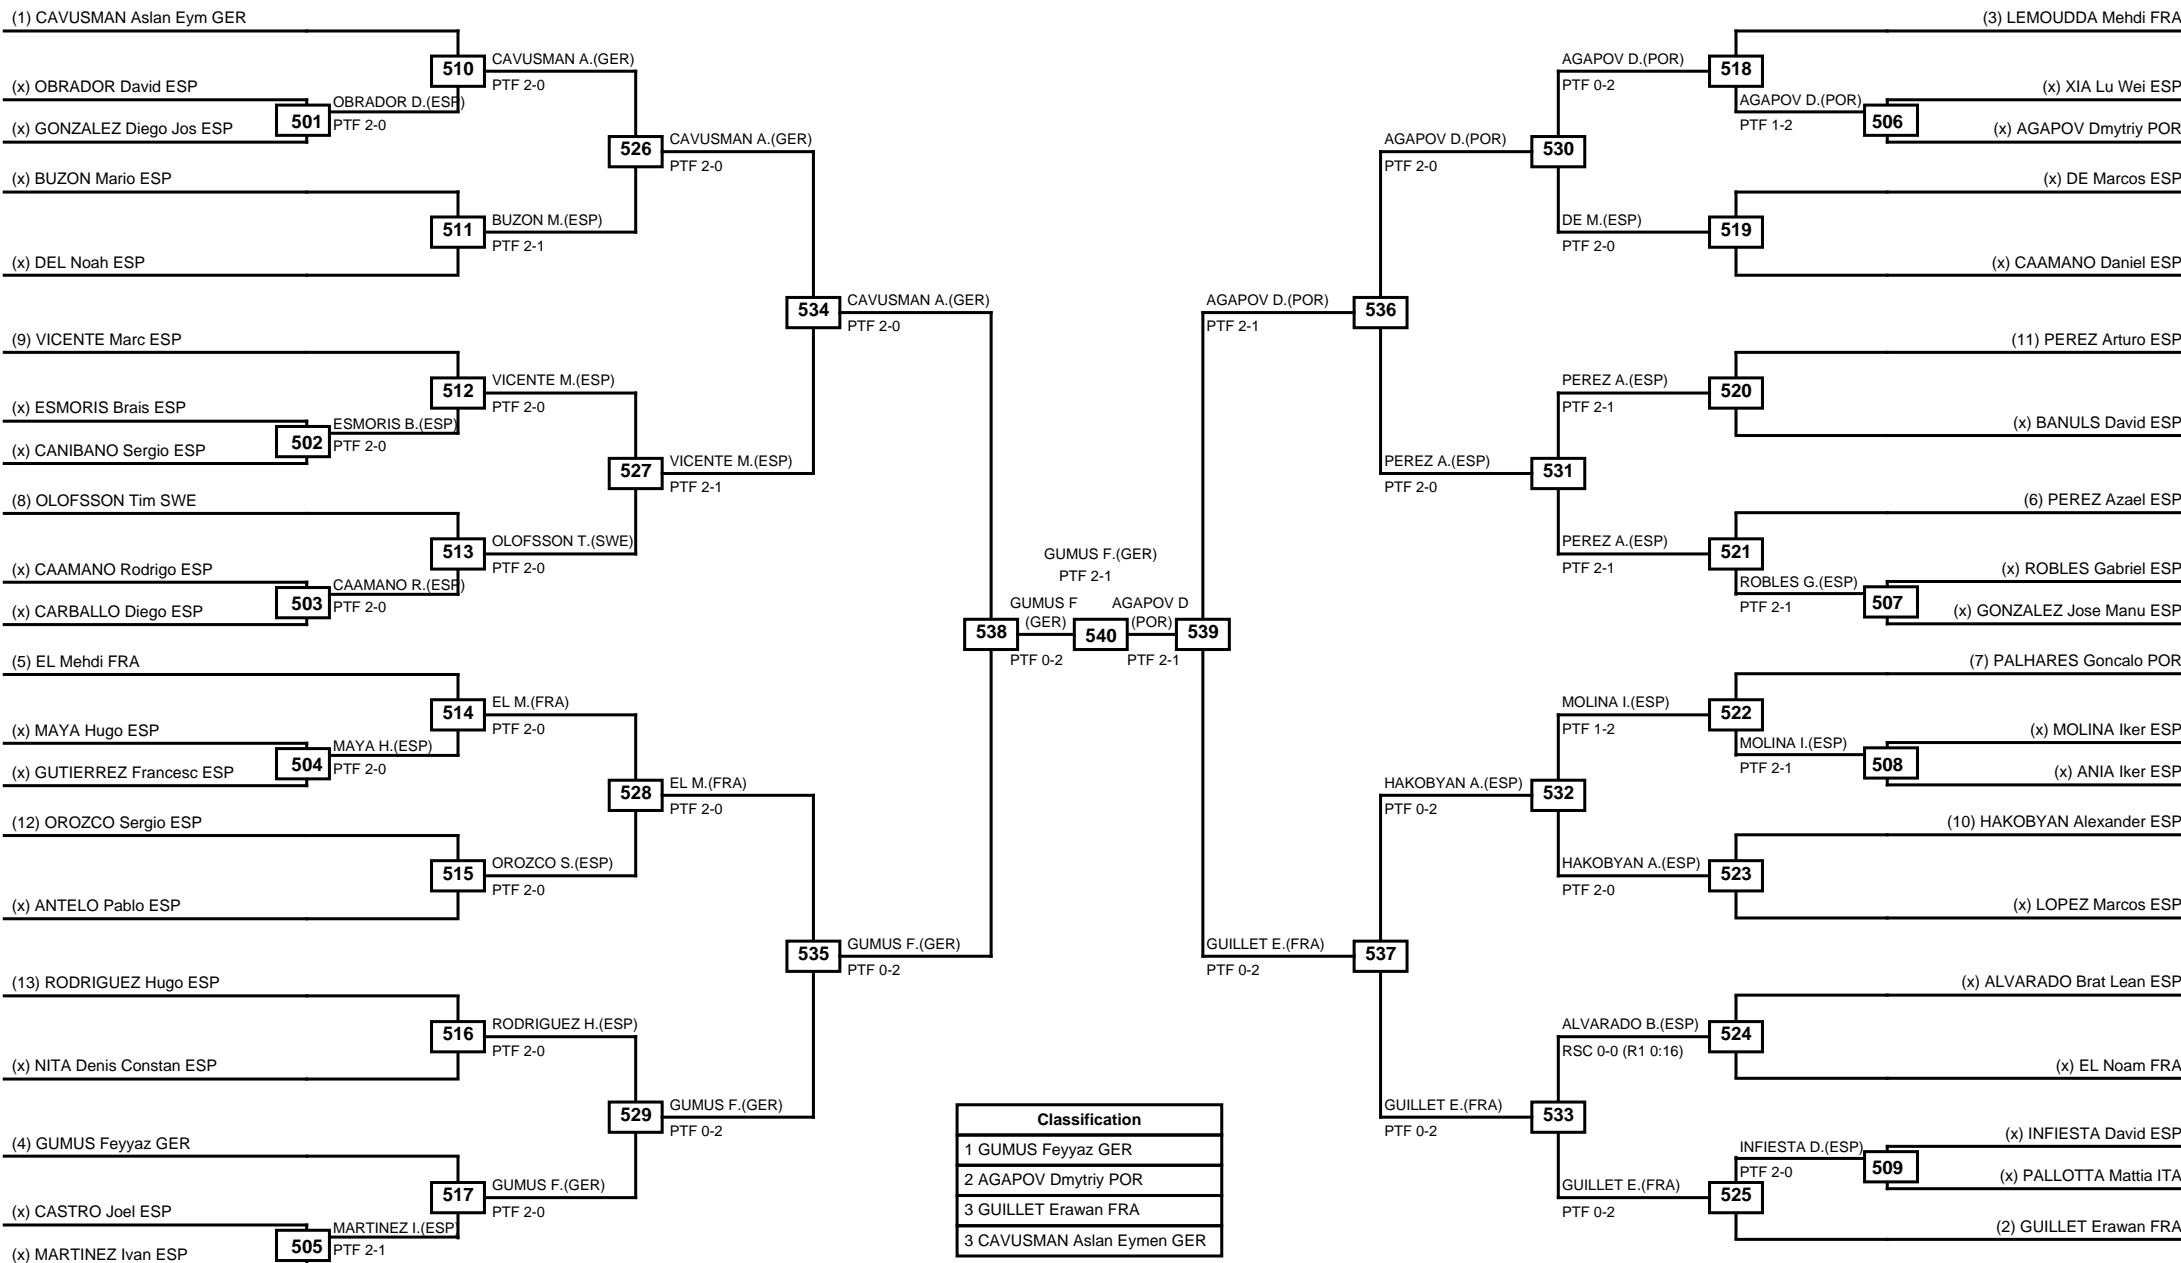 (1) CAVUSMAN Aslan Eym GER
510
CAVUSMAN A.(GER)
PTF 2-0
(x) OBRADOR David ESP
501
OBRADOR D.(ESP)
PTF 2-0
(x) GONZALEZ Diego Jos ESP
526
CAVUSMAN A.(GER)
PTF 2-0
(x) BUZON Mario ESP
511
BUZON M.(ESP)
PTF 2-1
(x) DEL Noah ESP
534
CAVUSMAN A.(GER)
PTF 2-0
(9) VICENTE Marc ESP
512
VICENTE M.(ESP)
PTF 2-0
(x) ESMORIS Brais ESP
502
ESMORIS B.(ESP)
PTF 2-0
(x) CANIBANO Sergio ESP
527
VICENTE M.(ESP)
PTF 2-1
(8) OLOFSSON Tim SWE
513
OLOFSSON T.(SWE)
PTF 2-0
(x) CAAMANO Rodrigo ESP
503
CAAMANO R.(ESP)
PTF 2-0
(x) CARBALLO Diego ESP
(5) EL Mehdi FRA
514
EL M.(FRA)
PTF 2-0
(x) MAYA Hugo ESP
504
MAYA H.(ESP)
PTF 2-0
(x) GUTIERREZ Francesc ESP
528
EL M.(FRA)
PTF 2-0
(12) OROZCO Sergio ESP
515
OROZCO S.(ESP)
PTF 2-0
(x) ANTELO Pablo ESP
535
GUMUS F.(GER)
PTF 0-2
(13) RODRIGUEZ Hugo ESP
516
RODRIGUEZ H.(ESP)
PTF 2-0
(x) NITA Denis Constan ESP
529
GUMUS F.(GER)
PTF 0-2
(4) GUMUS Feyyaz GER
517
GUMUS F.(GER)
PTF 2-0
(x) CASTRO Joel ESP
505
MARTINEZ I.(ESP)
PTF 2-1
(x) MARTINEZ Ivan ESP
GUMUS F.(GER)
PTF 2-1
538
GUMUS F
(GER)
PTF 0-2
540
AGAPOV D
(POR)
PTF 2-1
539
(3) LEMOUDDA Mehdi FRA
518
AGAPOV D.(POR)
PTF 0-2
(x) XIA Lu Wei ESP
506
AGAPOV D.(POR)
PTF 1-2
(x) AGAPOV Dmytriy POR
530
AGAPOV D.(POR)
PTF 2-0
(x) DE Marcos ESP
519
DE M.(ESP)
PTF 2-0
(x) CAAMANO Daniel ESP
536
AGAPOV D.(POR)
PTF 2-1
(11) PEREZ Arturo ESP
520
PEREZ A.(ESP)
PTF 2-1
(x) BANULS David ESP
531
PEREZ A.(ESP)
PTF 2-0
(6) PEREZ Azael ESP
521
PEREZ A.(ESP)
PTF 2-1
(x) ROBLES Gabriel ESP
507
ROBLES G.(ESP)
PTF 2-1
(x) GONZALEZ Jose Manu ESP
(7) PALHARES Goncalo POR
522
MOLINA I.(ESP)
PTF 1-2
(x) MOLINA Iker ESP
508
MOLINA I.(ESP)
PTF 2-1
(x) ANIA Iker ESP
532
HAKOBYAN A.(ESP)
PTF 0-2
(10) HAKOBYAN Alexander ESP
523
HAKOBYAN A.(ESP)
PTF 2-0
(x) LOPEZ Marcos ESP
537
GUILLET E.(FRA)
PTF 0-2
(x) ALVARADO Brat Lean ESP
524
ALVARADO B.(ESP)
RSC 0-0 (R1 0:16)
(x) EL Noam FRA
533
GUILLET E.(FRA)
PTF 0-2
(x) INFIESTA David ESP
509
INFIESTA D.(ESP)
PTF 2-0
(x) PALLOTTA Mattia ITA
525
GUILLET E.(FRA)
PTF 0-2
(2) GUILLET Erawan FRA
Classification
1 GUMUS Feyyaz GER
2 AGAPOV Dmytriy POR
3 GUILLET Erawan FRA
3 CAVUSMAN Aslan Eymen GER